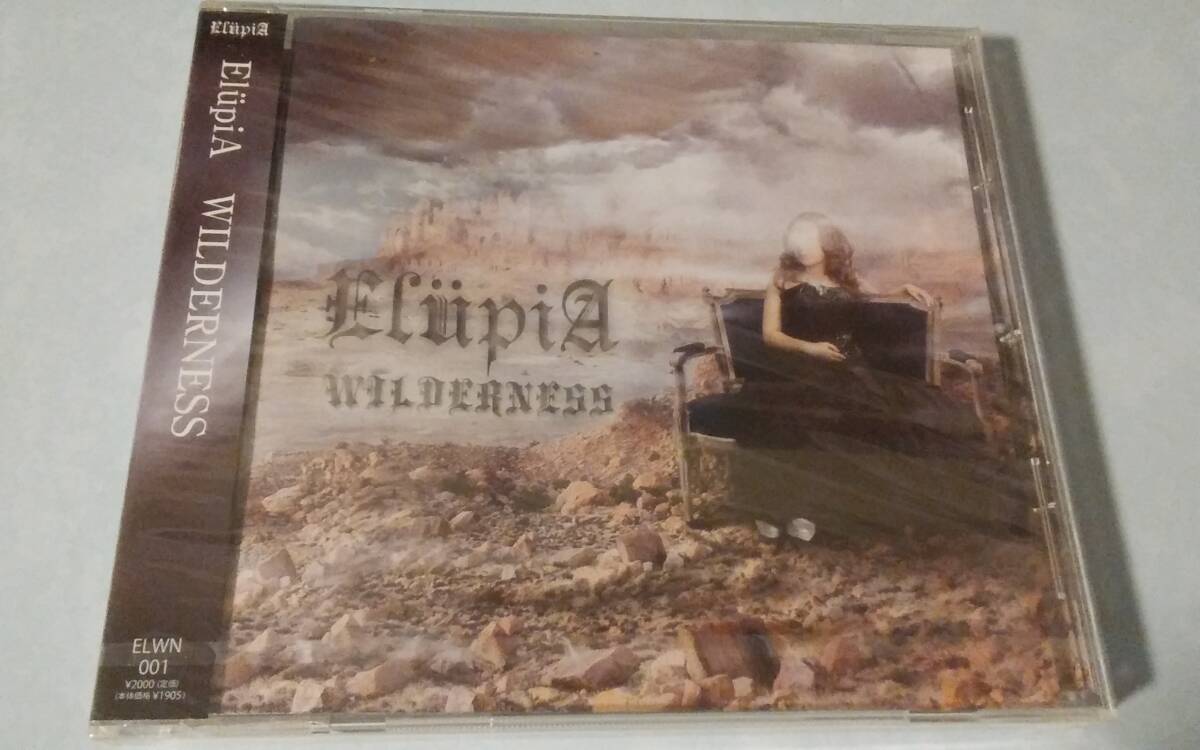 ElüpiA
ElüpiA WILDERNESS
ELWN
001
¥2000 (定価)
(本体価格 ¥1905)
ElüpiA
WILDERNESS